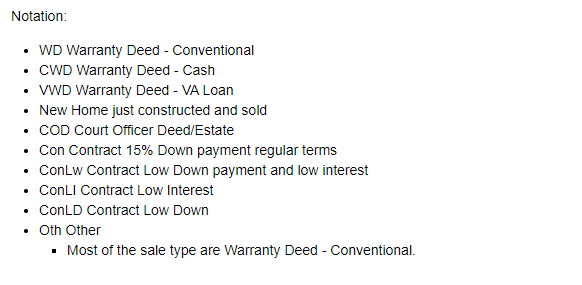 Notation:
WD Warranty Deed - Conventional
CWD Warranty Deed - Cash
VWD Warranty Deed - VA Loan
New Home just constructed and sold
COD Court Officer Deed/Estate
Con Contract 15% Down payment regular terms
ConLw Contract Low Down payment and low interest
ConLI Contract Low Interest
ConLD Contract Low Down
Oth Other
Most of the sale type are Warranty Deed - Conventional.